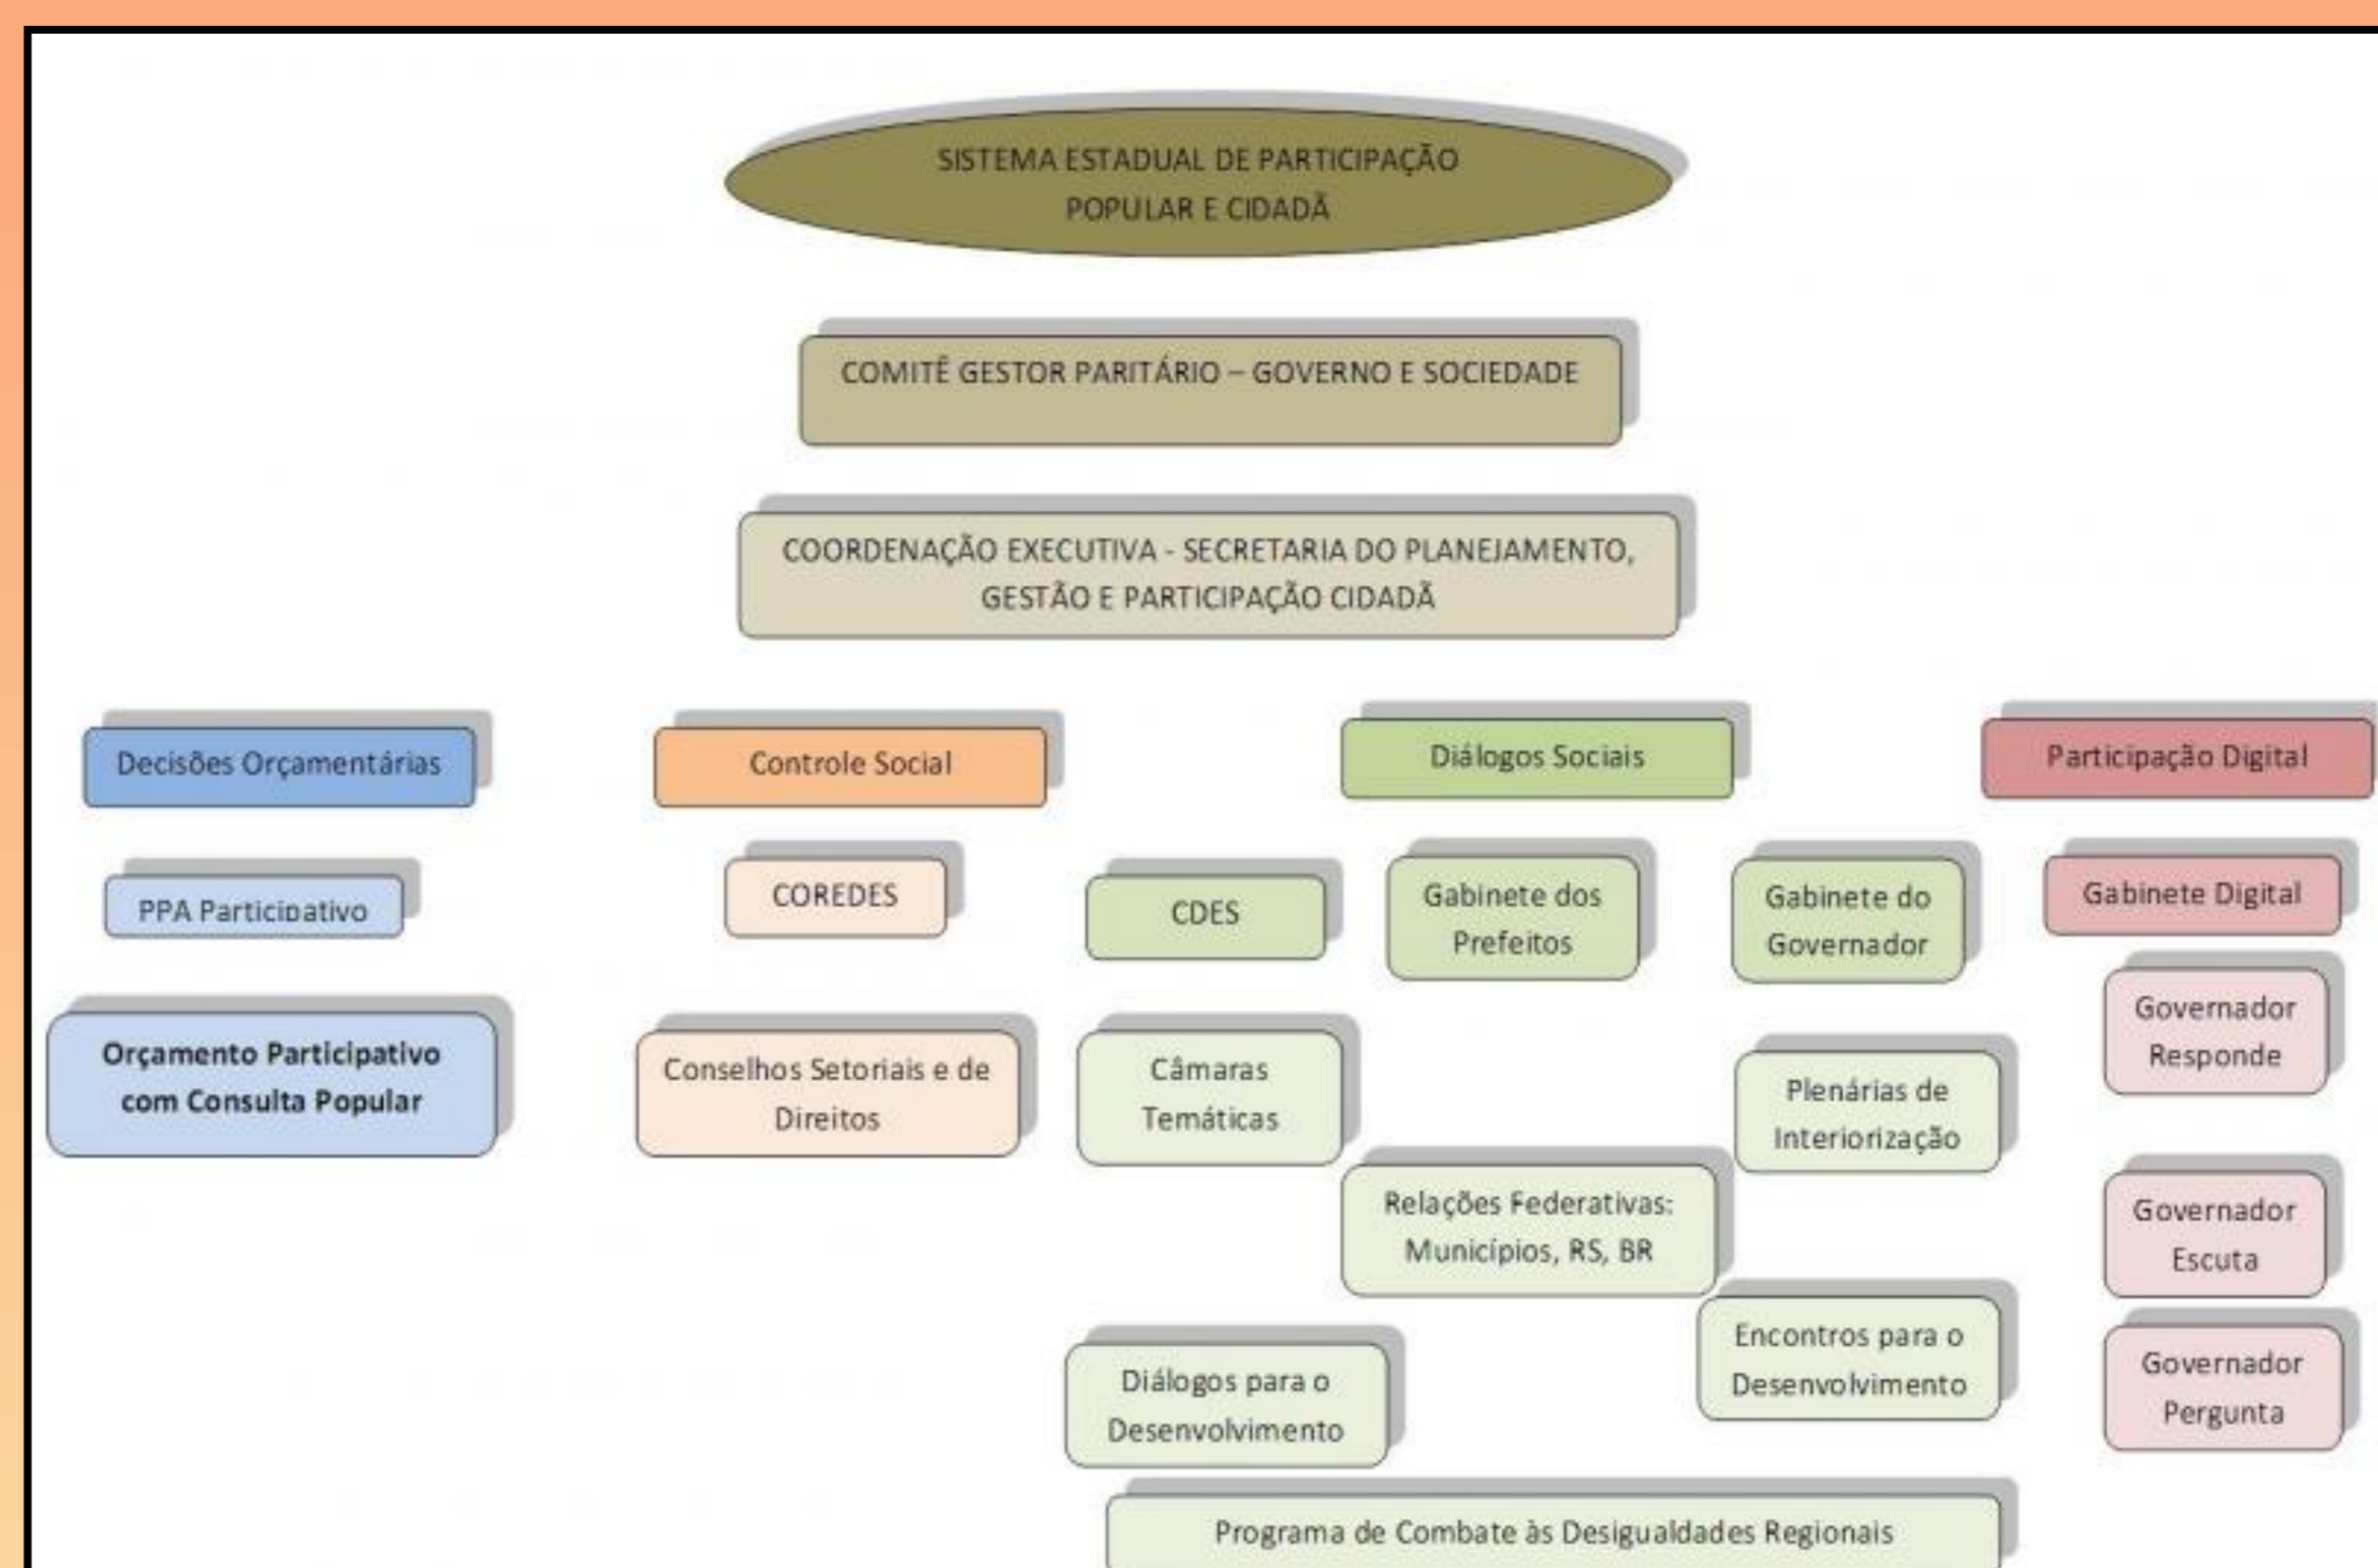 SISTEMA ESTADUAL DE PARTICIPAÇÃO
POPULAR E CIDADÃ
COMITÊ GESTOR PARITÁRIO – GOVERNO E SOCIEDADE
COORDENAÇÃO EXECUTIVA - SECRETARIA DO PLANEJAMENTO,
GESTÃO E PARTICIPAÇÃO CIDADÃ
Decisões Orçamentárias
PPA Participativo
Orçamento Participativo
com Consulta Popular
Controle Social
COREDES
Conselhos Setoriais e de
Direitos
Diálogos Sociais
CDES
Câmaras
Temáticas
Diálogos para o
Desenvolvimento
Gabinete dos
Prefeitos
Relações Federativas:
Municípios, RS, BR
Gabinete do
Governador
Plenárias de
Interiorização
Encontros para o
Desenvolvimento
Programa de Combate às Desigualdades Regionais
Participação Digital
Gabinete Digital
Governador
Responde
Governador
Escuta
Governador
Pergunta